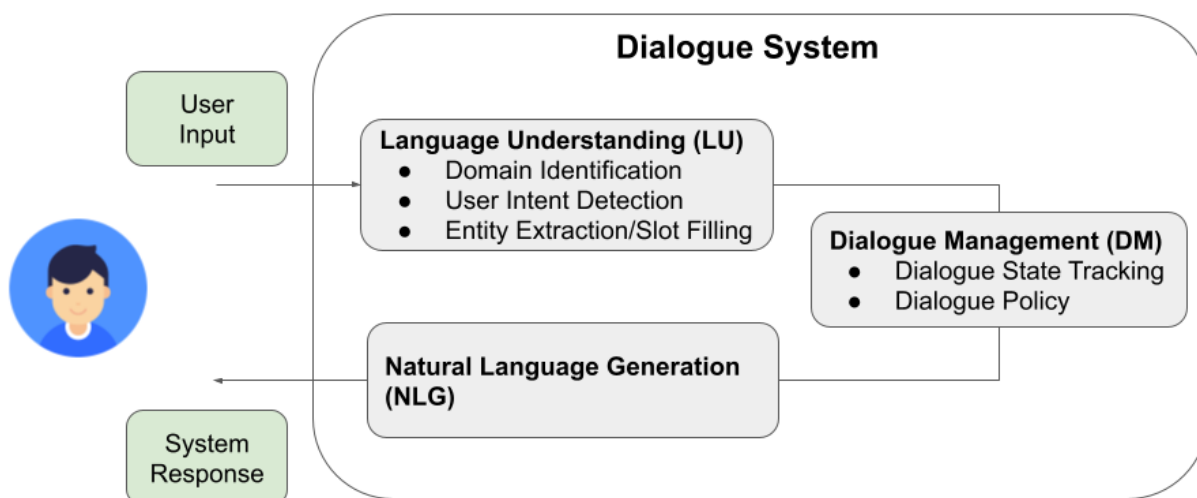 Dialogue System
User
Input
Language Understanding (LU)
● Domain Identification
● User Intent Detection
● Entity Extraction/Slot Filling
Dialogue Management (DM)
● Dialogue State Tracking
● Dialogue Policy
Natural Language Generation
(NLG)
System
Response